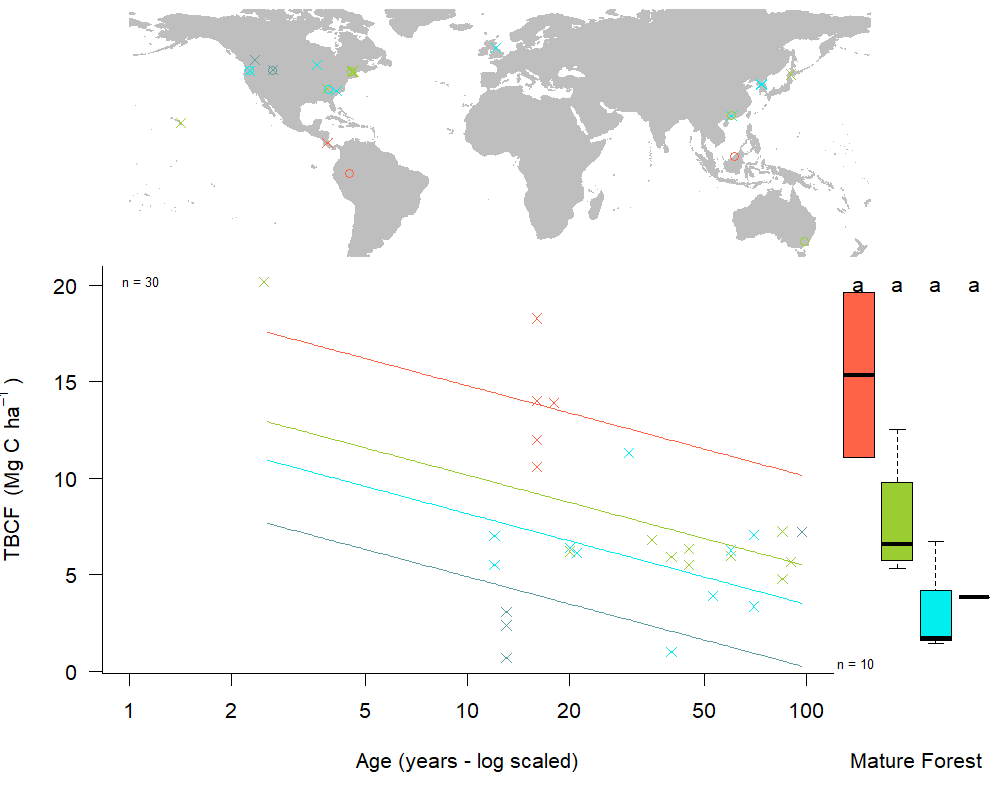 n = 30
a a a a
20
15
10
5
0
TBCF (Mg C ha⁻¹ )
n = 10
1 2 5 10 20 50 100
Age (years - log scaled)
Mature Forest